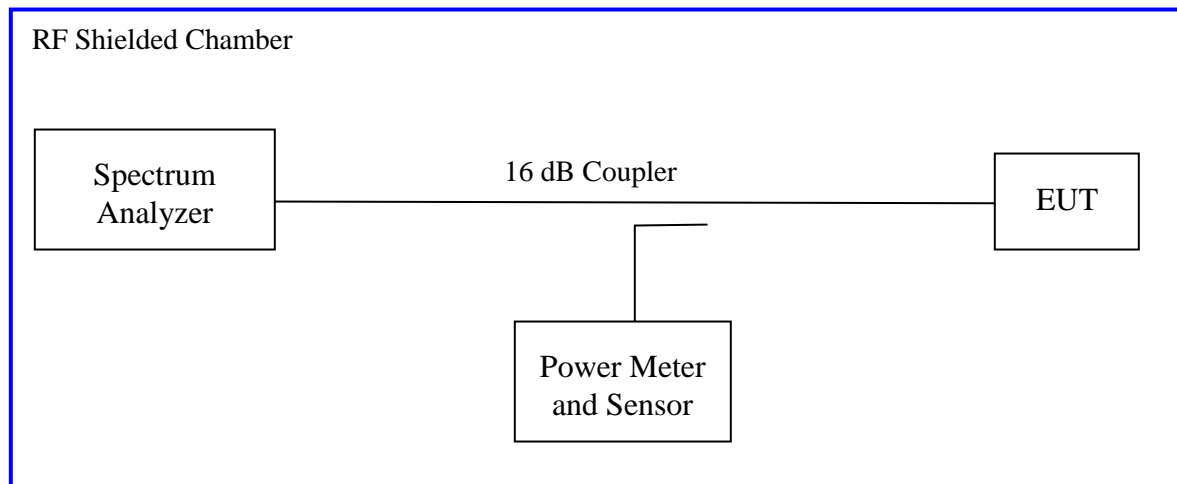 RF Shielded Chamber
Spectrum
Analyzer
16 dB Coupler
EUT
Power Meter
and Sensor